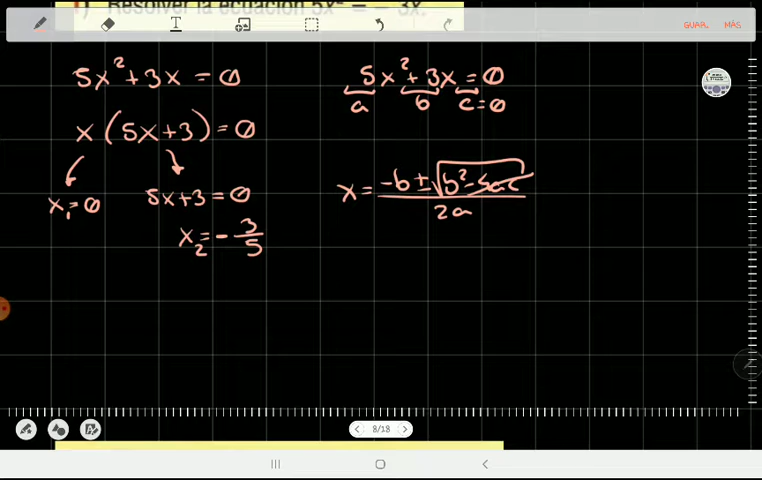 1) Resolver la ecuación 5x² = − 3x.
GUAR. MÁS
5x² + 3x = 0
x (5x + 3) = 0
x₁ = 0
5x + 3 = 0
x₂ = − 3/5
5x² + 3x = 0
a b c = 0
x = (−b ± √(b² − 4ac)) / 2a
8/18